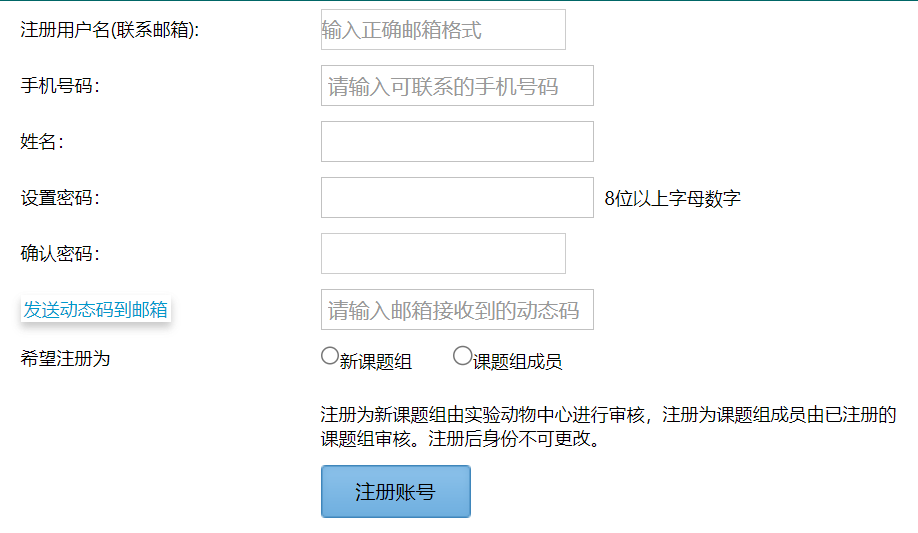 注册用户名(联系邮箱): 输入正确邮箱格式
手机号码： 请输入可联系的手机号码
姓名：
设置密码： 8位以上字母数字
确认密码：
发送动态码到邮箱 请输入邮箱接收到的动态码
希望注册为 新课题组 课题组成员
注册为新课题组由实验动物中心进行审核，注册为课题组成员由已注册的
课题组审核。注册后身份不可更改。
注册账号